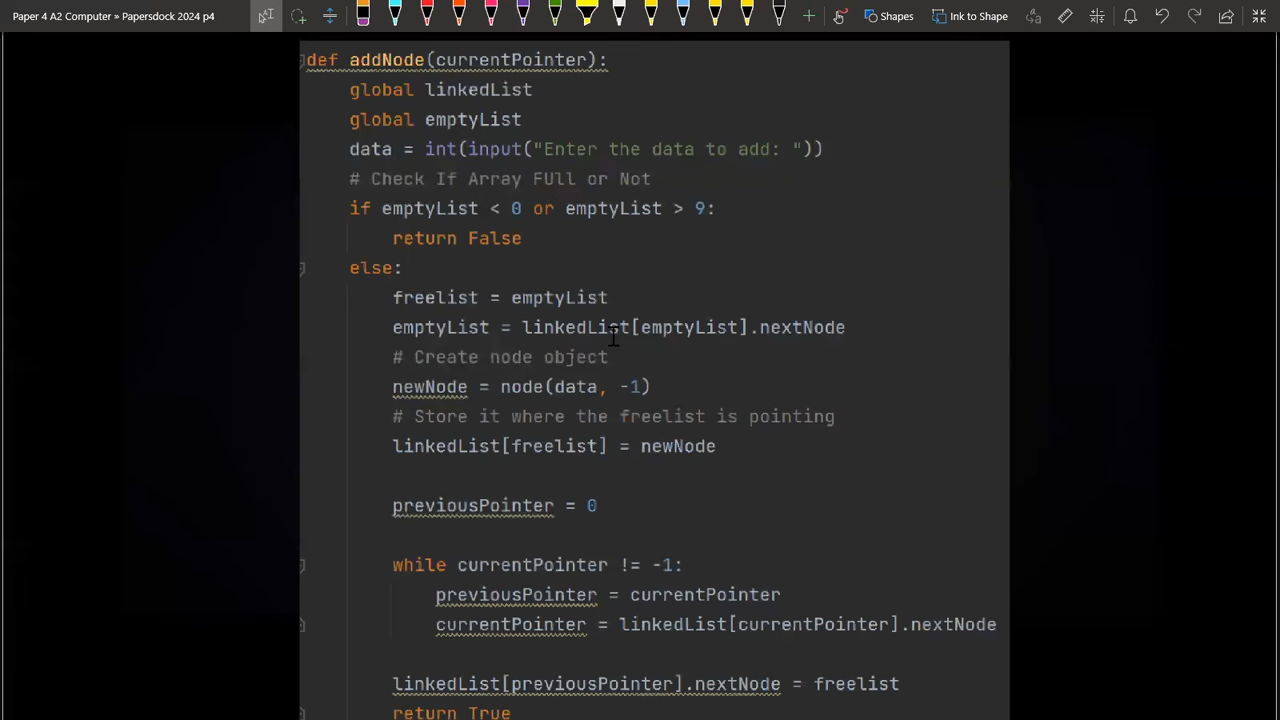 Paper 4 A2 Computer » Papersdock 2024 p4
Shapes
Ink to Shape
def addNode(currentPointer):
global linkedList
global emptyList
data = int(input("Enter the data to add: "))
# Check If Array FUll or Not
if emptyList < 0 or emptyList > 9:
return False
else:
freelist = emptyList
emptyList = linkedList[emptyList].nextNode
# Create node object
newNode = node(data, -1)
# Store it where the freelist is pointing
linkedList[freelist] = newNode
previousPointer = 0
while currentPointer != -1:
previousPointer = currentPointer
currentPointer = linkedList[currentPointer].nextNode
linkedList[previousPointer].nextNode = freelist
return True